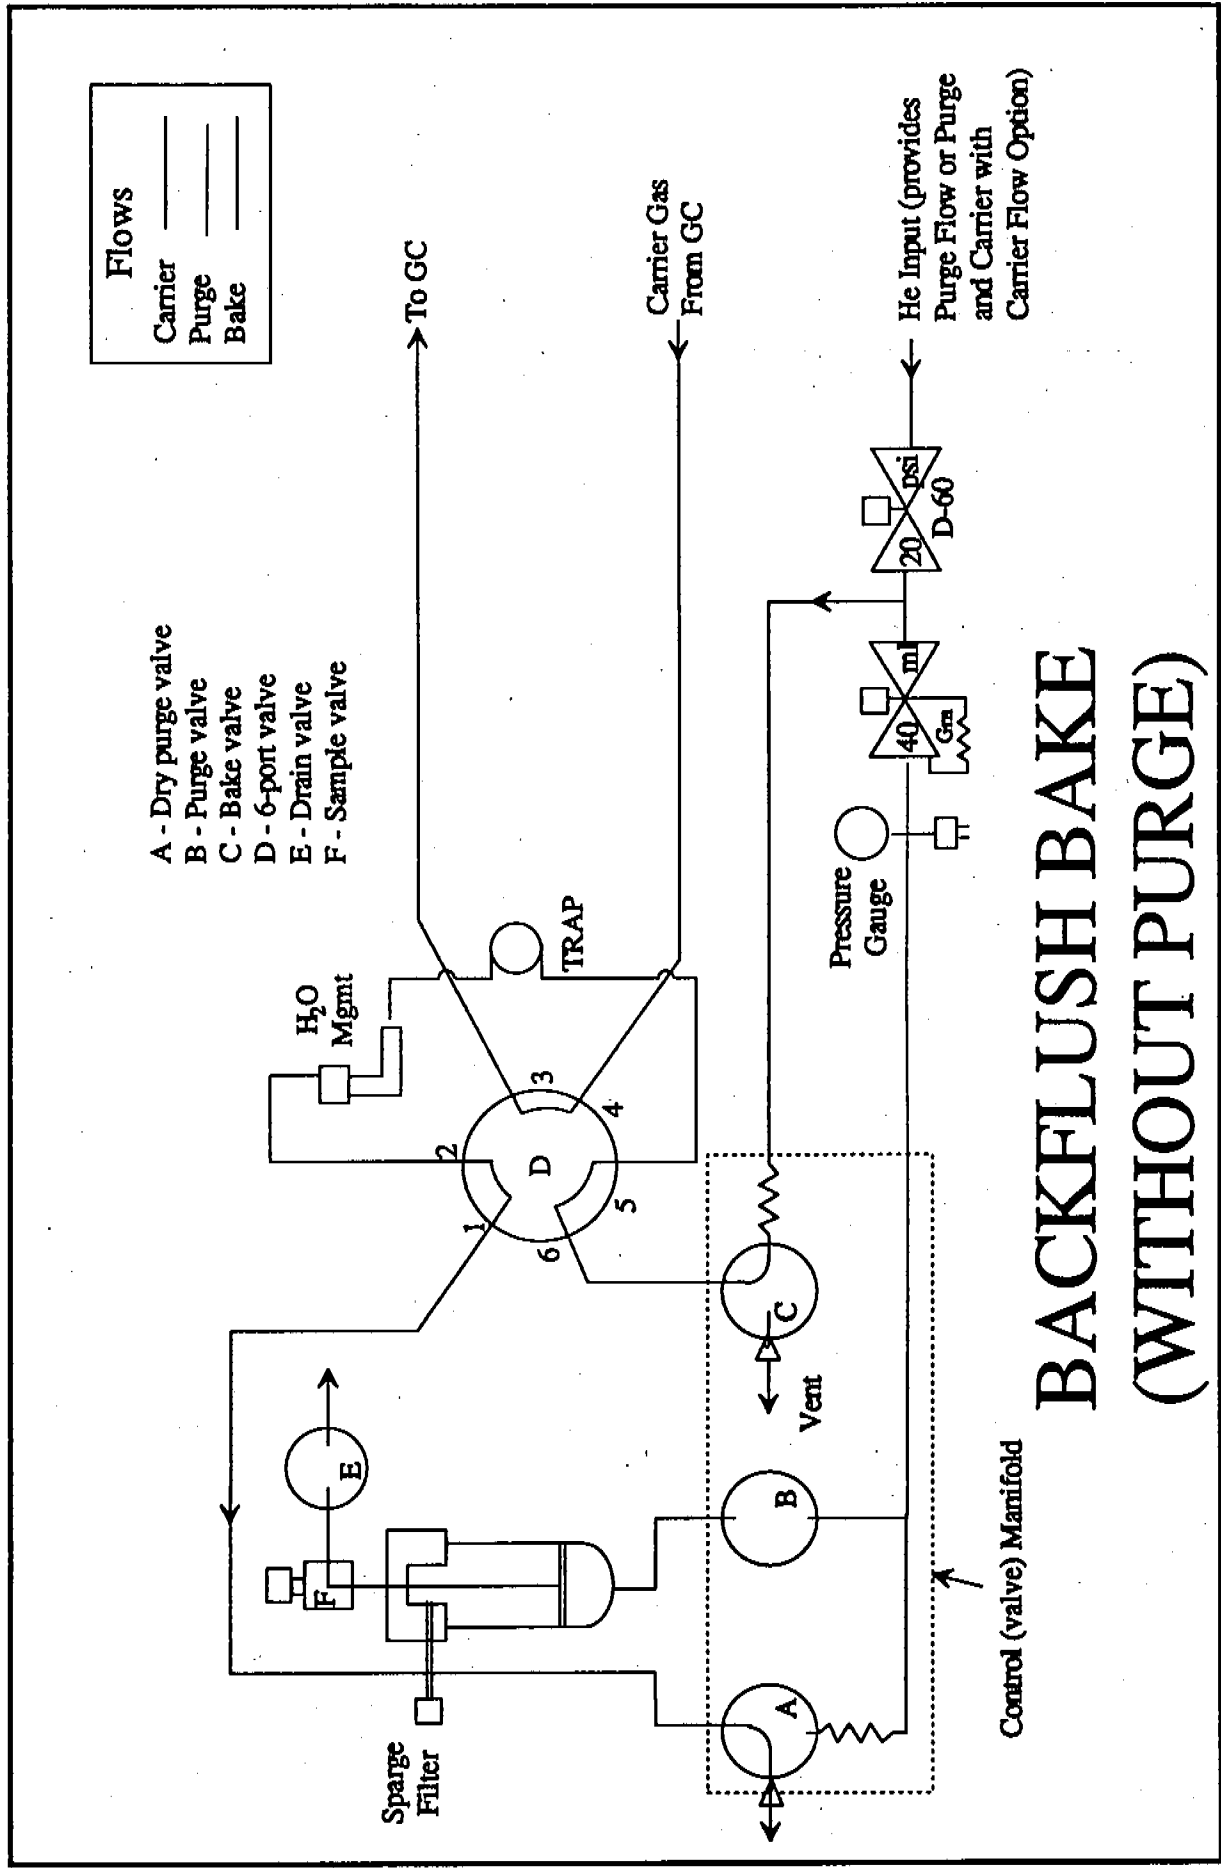 Flows
Carrier
Purge
Bake
A - Dry purge valve
B - Purge valve
C - Bake valve
D - 6-port valve
E - Drain valve
F - Sample valve
To GC
Carrier Gas
From GC
He Input (provides
Purge Flow or Purge
and Carrier with
Carrier Flow Option)
H₂O
Mgmt
TRAP
1
2
3
4
5
6
D
E
F
Sparge
Filter
A
B
C
Vent
Pressure
Gauge
40 ml
Gm
20 psi
D-60
Control (valve) Manifold
BACKFLUSH BAKE
(WITHOUT PURGE)